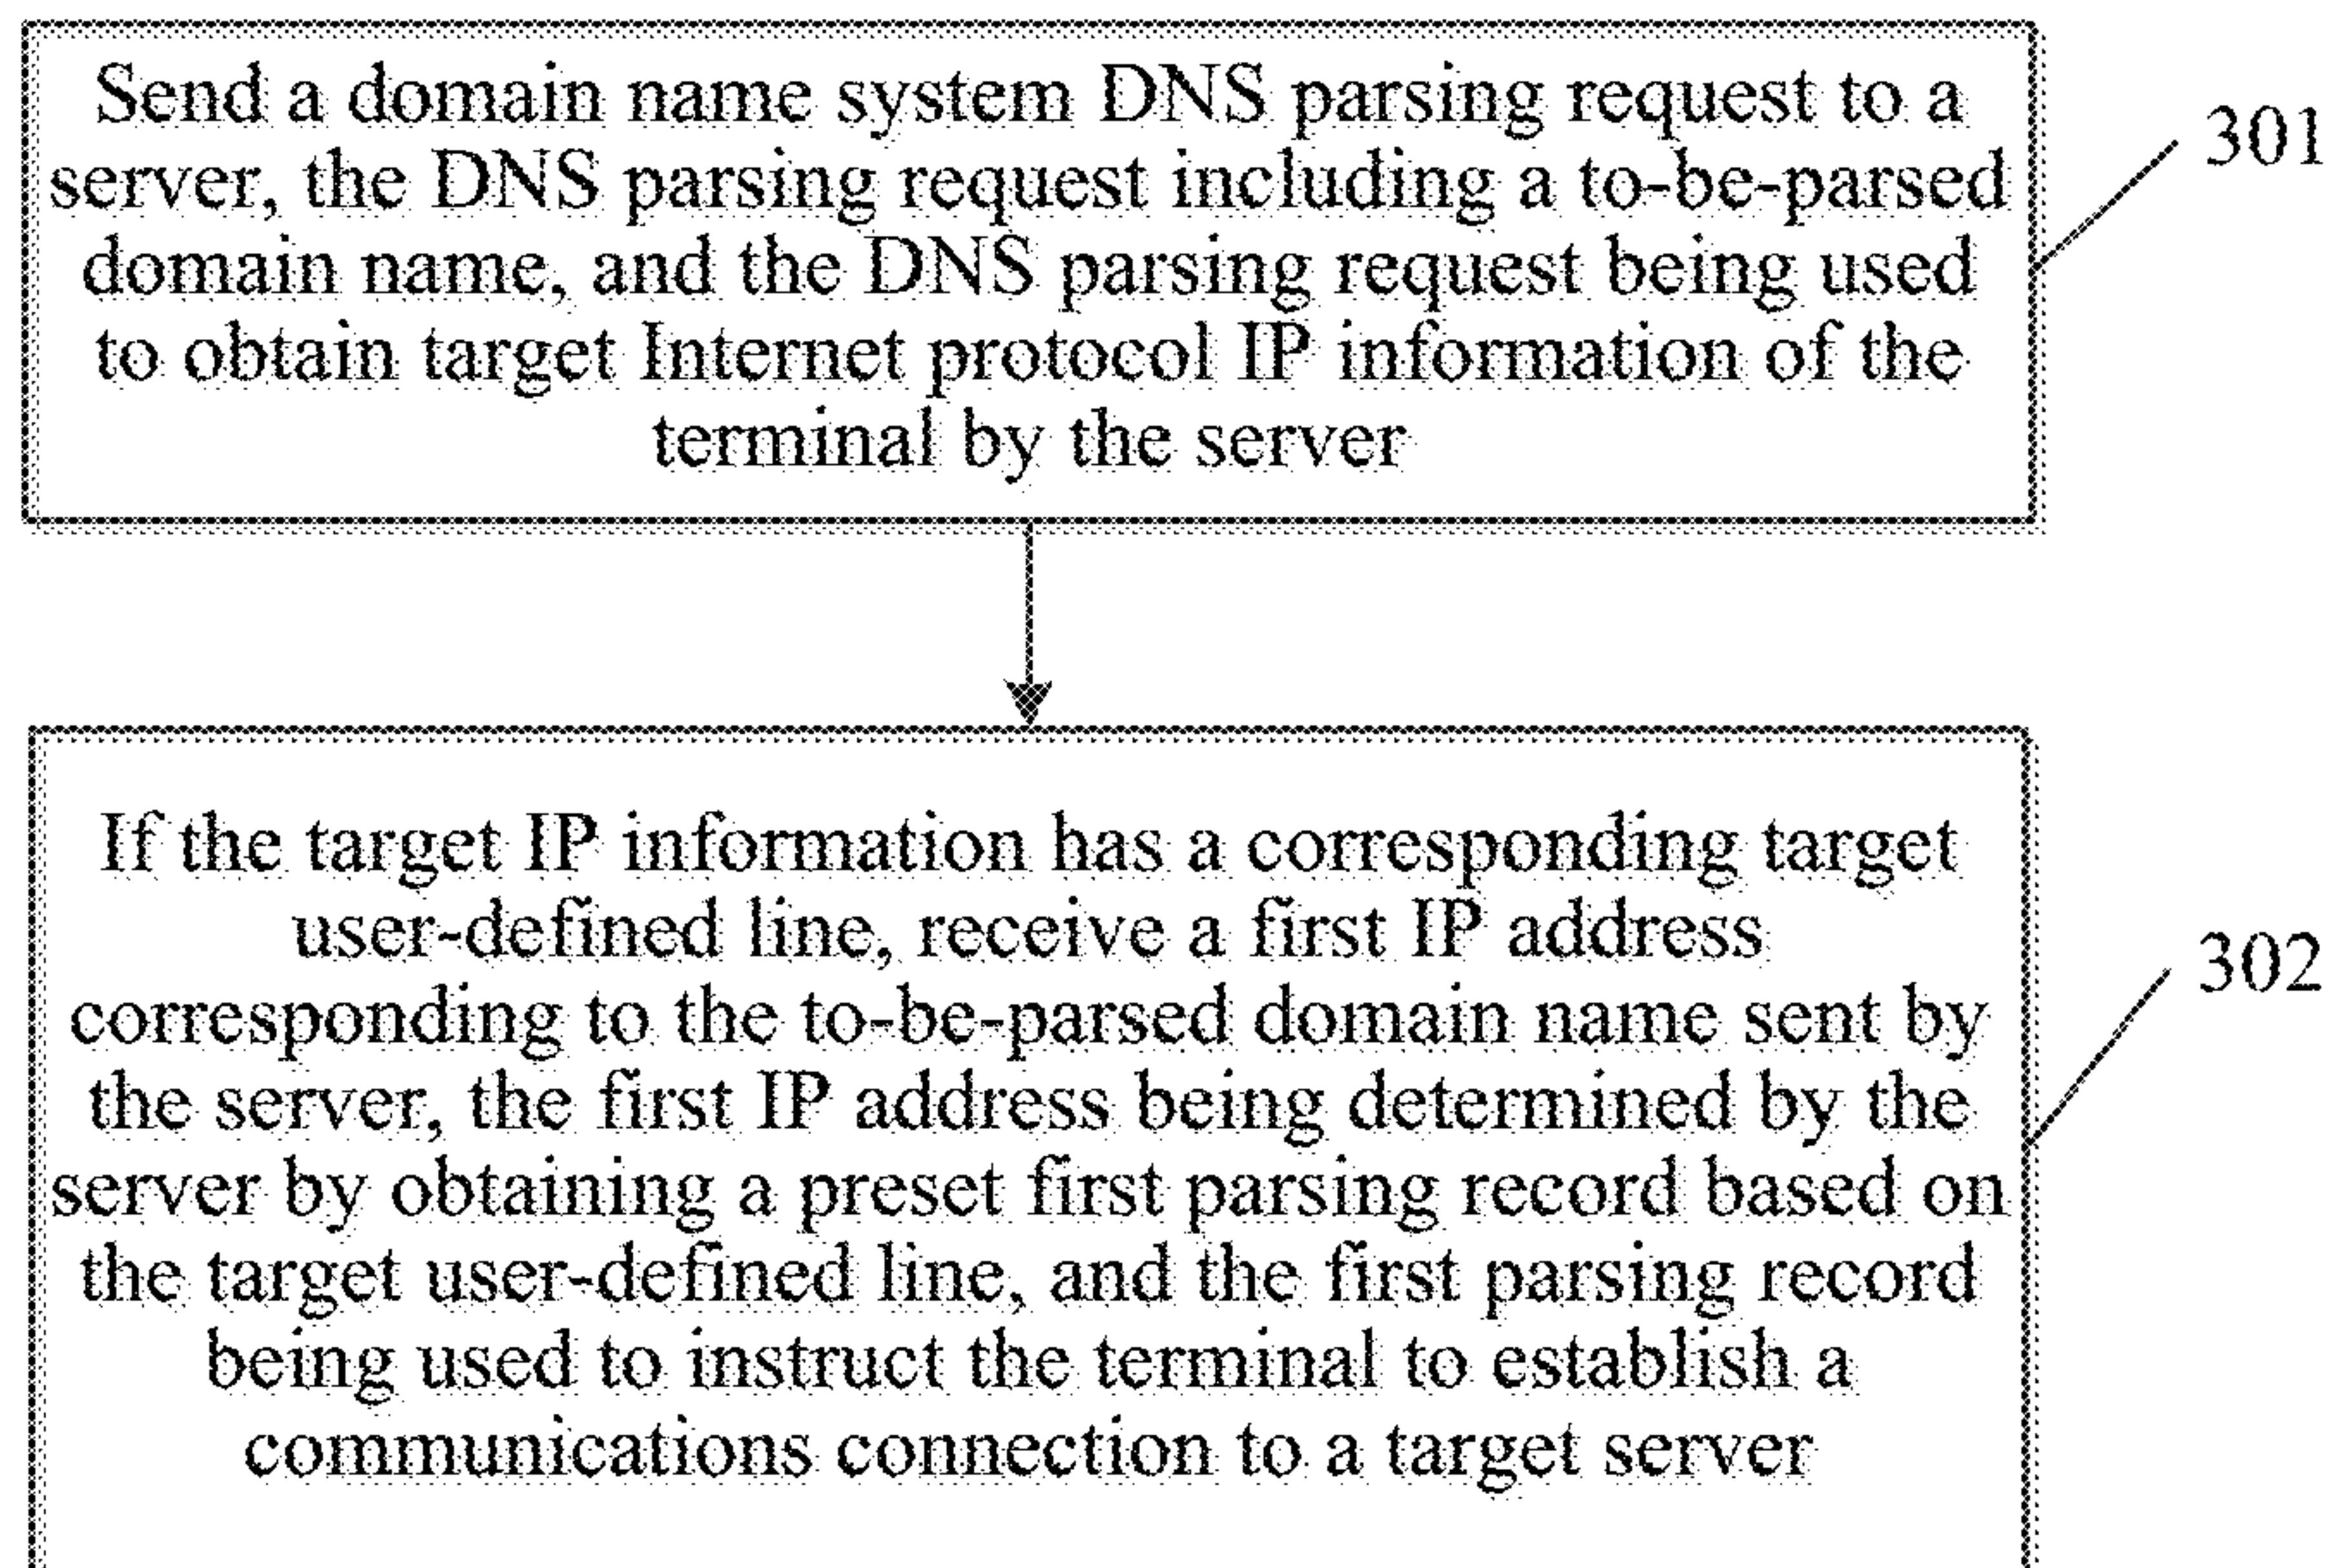 Send a domain name system DNS parsing request to a
server, the DNS parsing request including a to-be-parsed
domain name, and the DNS parsing request being used
to obtain target Internet protocol IP information of the
terminal by the server
301
If the target IP information has a corresponding target
user-defined line, receive a first IP address
corresponding to the to-be-parsed domain name sent by
the server, the first IP address being determined by the
server by obtaining a preset first parsing record based on
the target user-defined line, and the first parsing record
being used to instruct the terminal to establish a
communications connection to a target server
302